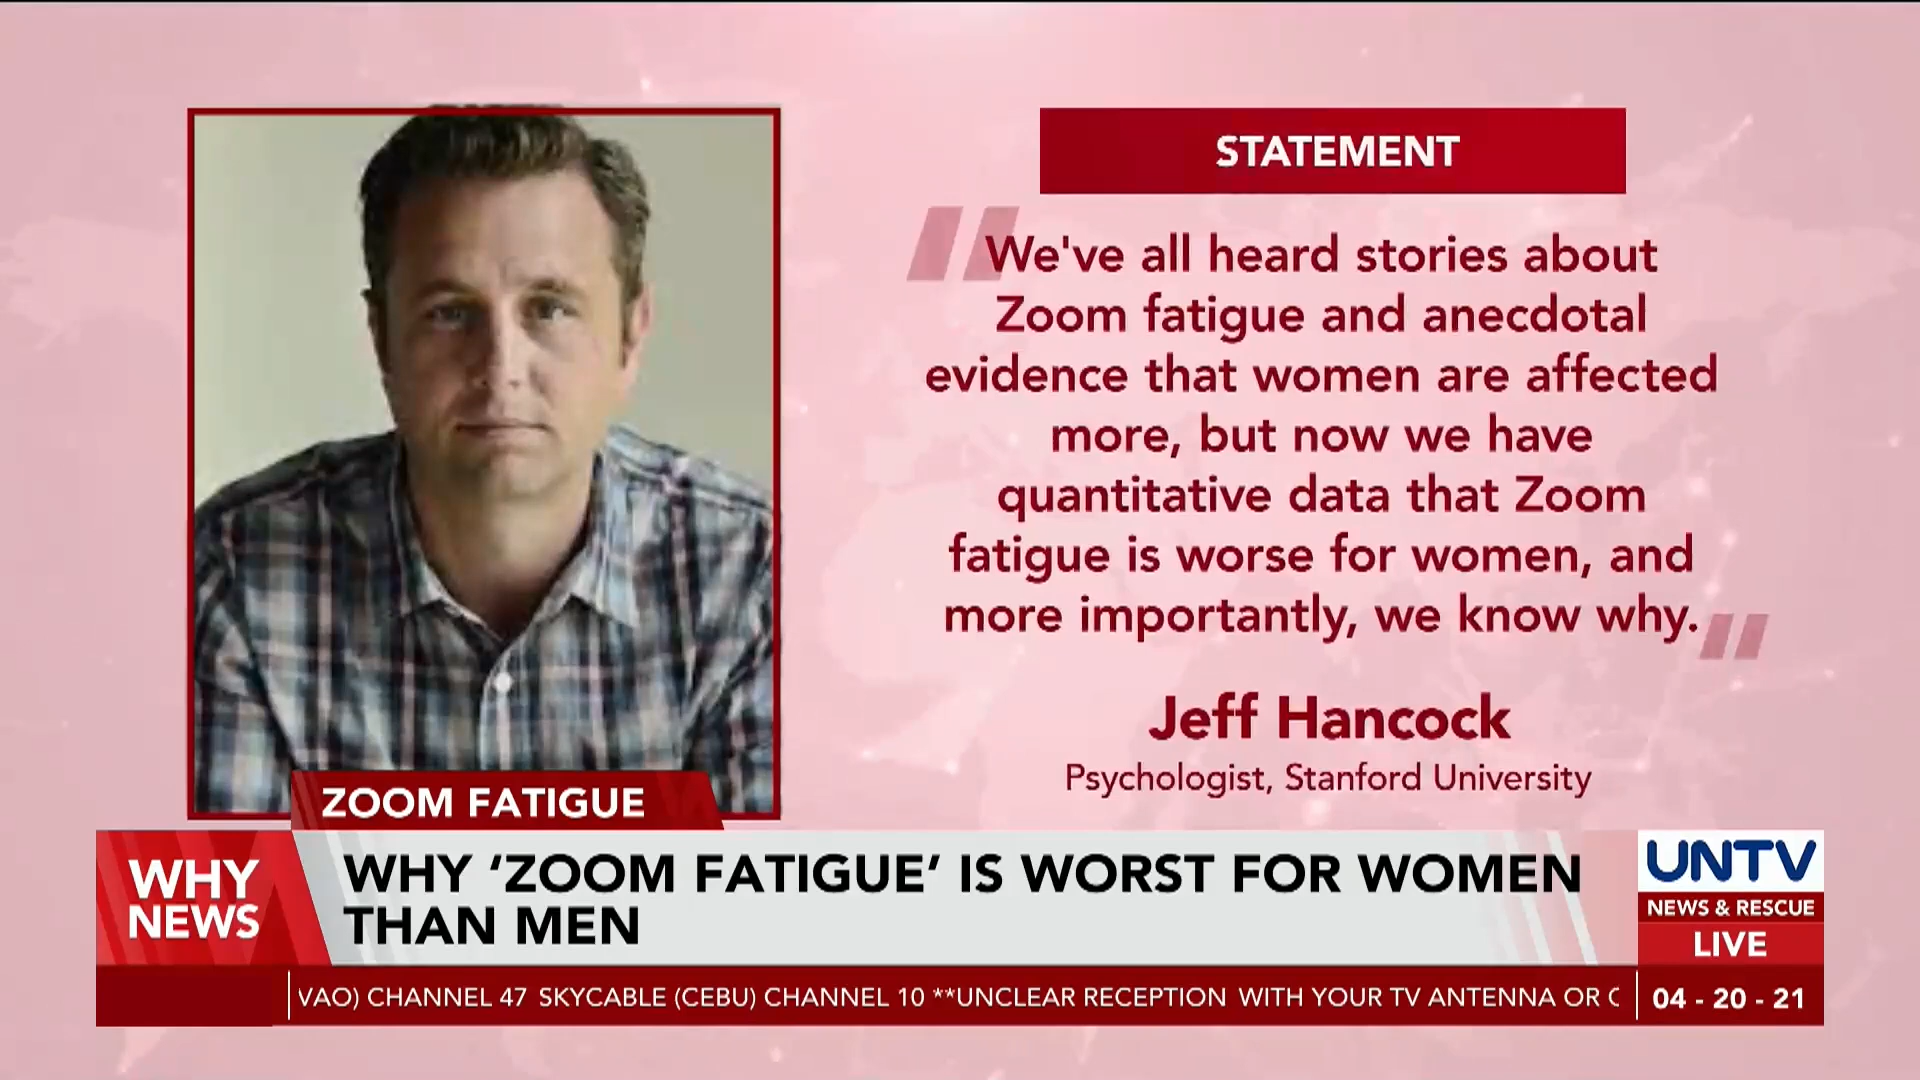 STATEMENT
We've all heard stories about
Zoom fatigue and anecdotal
evidence that women are affected
more, but now we have
quantitative data that Zoom
fatigue is worse for women, and
more importantly, we know why.
Jeff Hancock
Psychologist, Stanford University
ZOOM FATIGUE
WHY NEWS
WHY ‘ZOOM FATIGUE’ IS WORST FOR WOMEN
THAN MEN
UNTV
NEWS & RESCUE
LIVE
VAO) CHANNEL 47 SKYCABLE (CEBU) CHANNEL 10 **UNCLEAR RECEPTION WITH YOUR TV ANTENNA OR
04 - 20 - 21